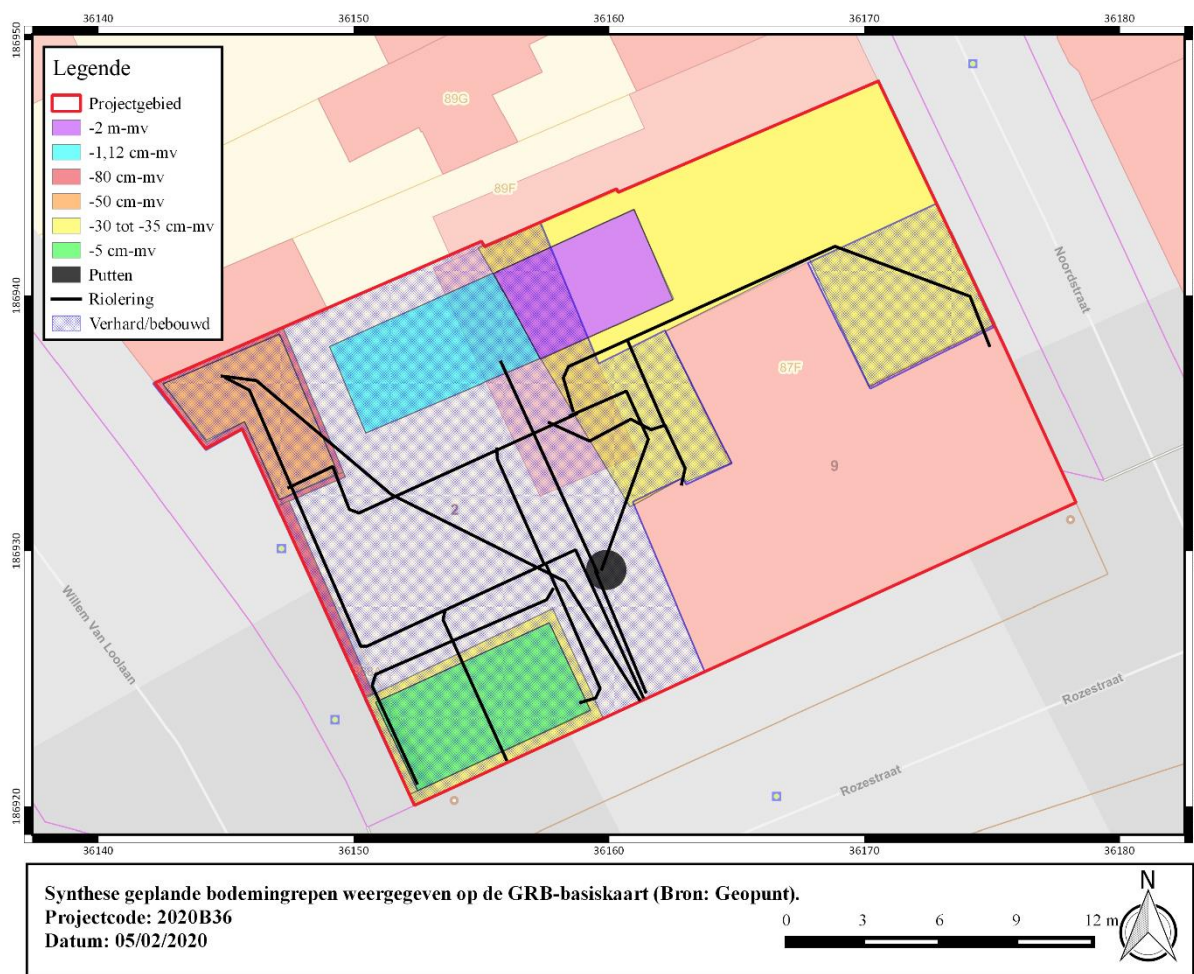 36140 36150 36160 36170 36180
186950
Legende
Projectgebied
-2 m-mv
-1,12 cm-mv
-80 cm-mv
-50 cm-mv
-30 tot -35 cm-mv
-5 cm-mv
Putten
Riolering
Verhard/bebouwd
89G
89F
Noordstraat
186940
186940
87F
9
2
186930
186930
Willem Van Loolaan
Rozestraat
Rozestraat
186920
186920
36140 36150 36160 36170 36180
Synthese geplande bodemingrepen weergegeven op de GRB-basiskaart (Bron: Geopunt).
Projectcode: 2020B36
Datum: 05/02/2020
0 3 6 9 12 m
N